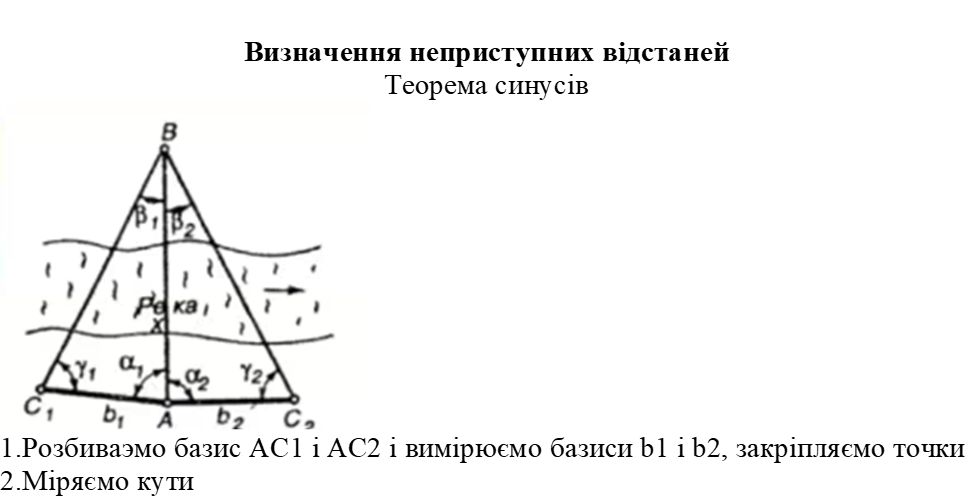 Визначення неприступних відстаней
Теорема синусів
B
β1 β2
Река
x
γ1 α1 α2 γ2
C1 b1 A b2 C2
1.Розбиваэмо базис AC1 і AC2 і вимірюємо базиси b1 і b2, закріпляємо точки
2.Міряємо кути